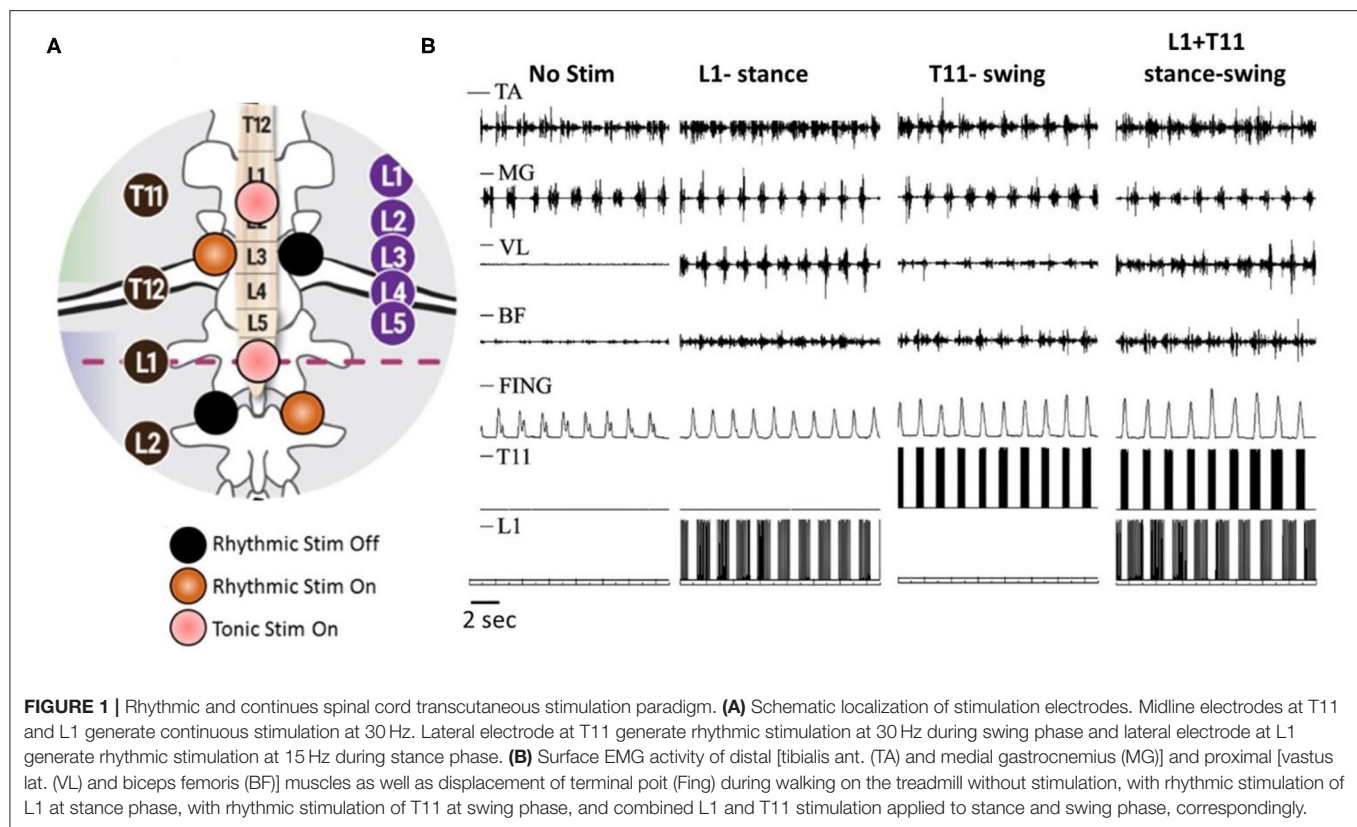 A
B
No Stim
L1- stance
T11- swing
L1+T11
stance-swing
T12
L1
L2
L3
L4
L5
T11
T12
L1
L2
L1
L2
L3
L4
L5
Rhythmic Stim Off
Rhythmic Stim On
Tonic Stim On
TA
MG
VL
BF
FING
T11
L1
2 sec
FIGURE 1 | Rhythmic and continues spinal cord transcutaneous stimulation paradigm. (A) Schematic localization of stimulation electrodes. Midline electrodes at T11
and L1 generate continuous stimulation at 30 Hz. Lateral electrode at T11 generate rhythmic stimulation at 30 Hz during swing phase and lateral electrode at L1
generate rhythmic stimulation at 15 Hz during stance phase. (B) Surface EMG activity of distal [tibialis ant. (TA) and medial gastrocnemius (MG)] and proximal [vastus
lat. (VL) and biceps femoris (BF)] muscles as well as displacement of terminal poit (Fing) during walking on the treadmill without stimulation, with rhythmic stimulation of
L1 at stance phase, with rhythmic stimulation of T11 at swing phase, and combined L1 and T11 stimulation applied to stance and swing phase, correspondingly.